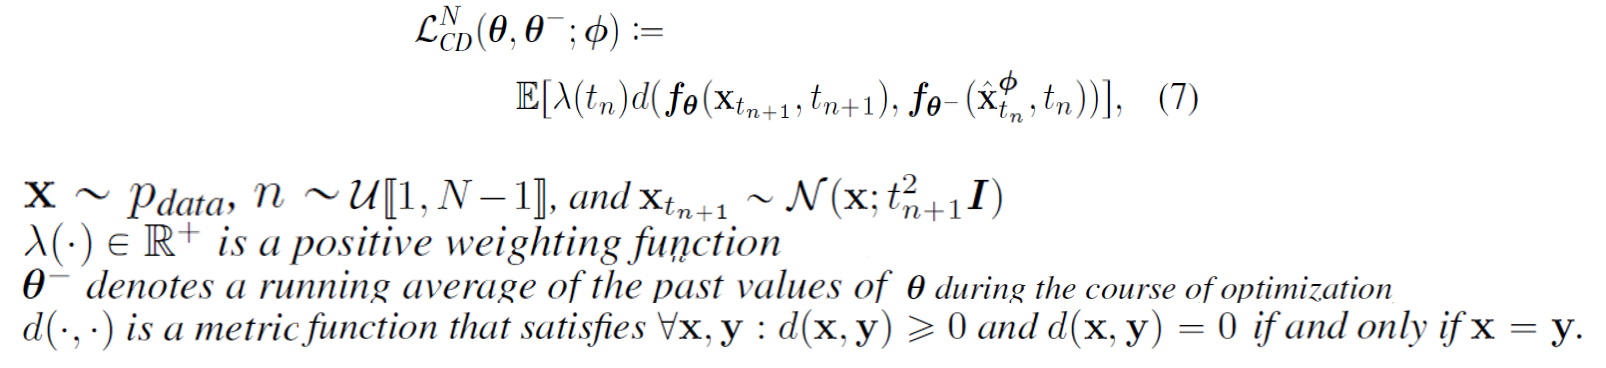 𝓛^N_CD(θ, θ⁻; ϕ) :=
𝔼[λ(t_n)d(f_θ(x_{t_{n+1}}, t_{n+1}), f_{θ⁻}(x̂^ϕ_{t_n}, t_n))], (7)
x ∼ p_data, n ∼ 𝒰⟦1, N − 1⟧, and x_{t_{n+1}} ∼ 𝒩(x; t²_{n+1}I)
λ(·) ∈ ℝ⁺ is a positive weighting function
θ⁻ denotes a running average of the past values of θ during the course of optimization
d(·, ·) is a metric function that satisfies ∀x, y : d(x, y) ⩾ 0 and d(x, y) = 0 if and only if x = y.